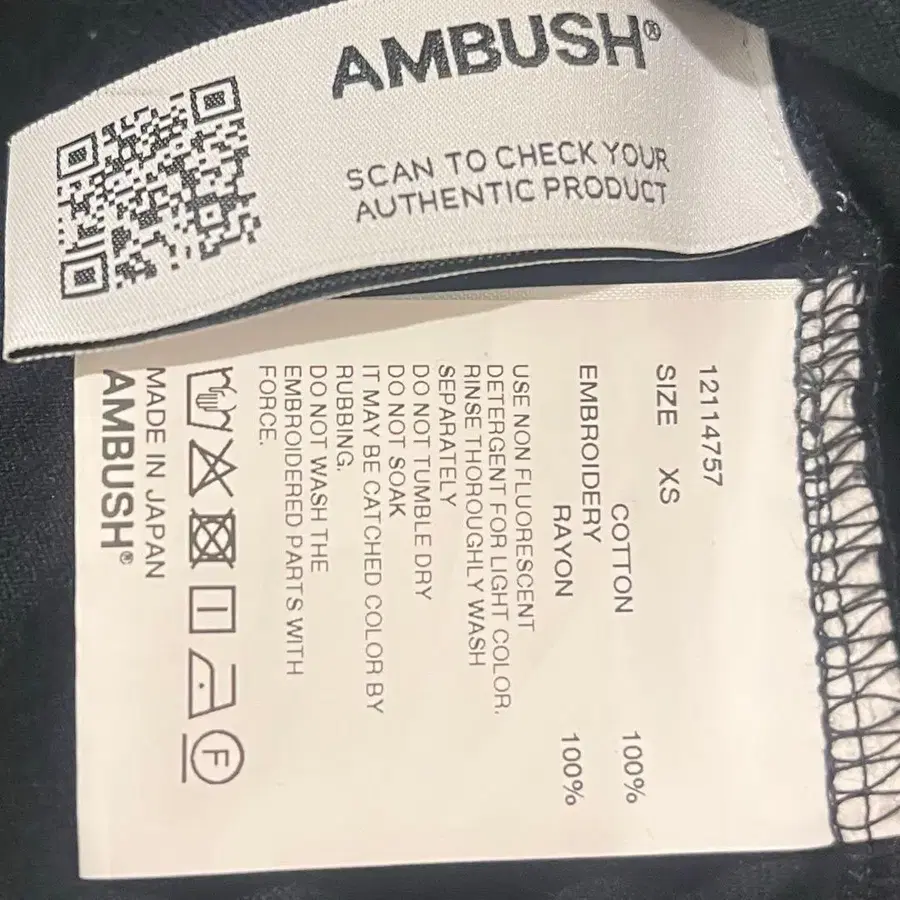 AMBUSH®
SCAN TO CHECK YOUR
AUTHENTIC PRODUCT
12114757
SIZE XS
COTTON 100%
EMBROIDERY
RAYON 100%
USE NON FLUORESCENT
DETERGENT FOR LIGHT COLOR.
RINSE THOROUGHLY WASH
SEPARATELY
DO NOT TUMBLE DRY
DO NOT SOAK
IT MAY BE CATCHED COLOR BY
RUBBING.
DO NOT WASH THE
EMBROIDERED PARTS WITH
FORCE.
F
MADE IN JAPAN
AMBUSH®